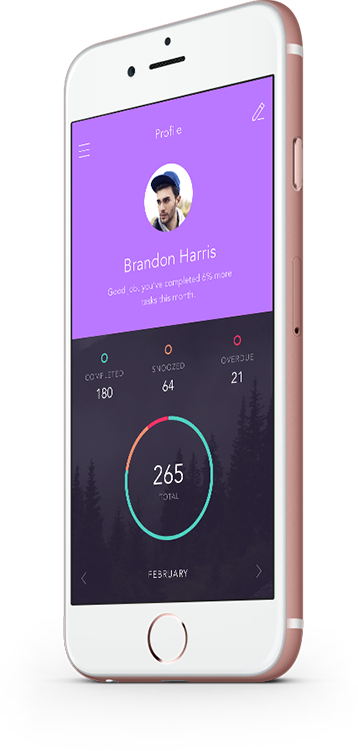 Profile
Brandon Harris
Good job, you've completed 6% more
tasks this month.
COMPLETED
SNOOZED
OVERDUE
180
64
21
265
TOTAL
FEBRUARY